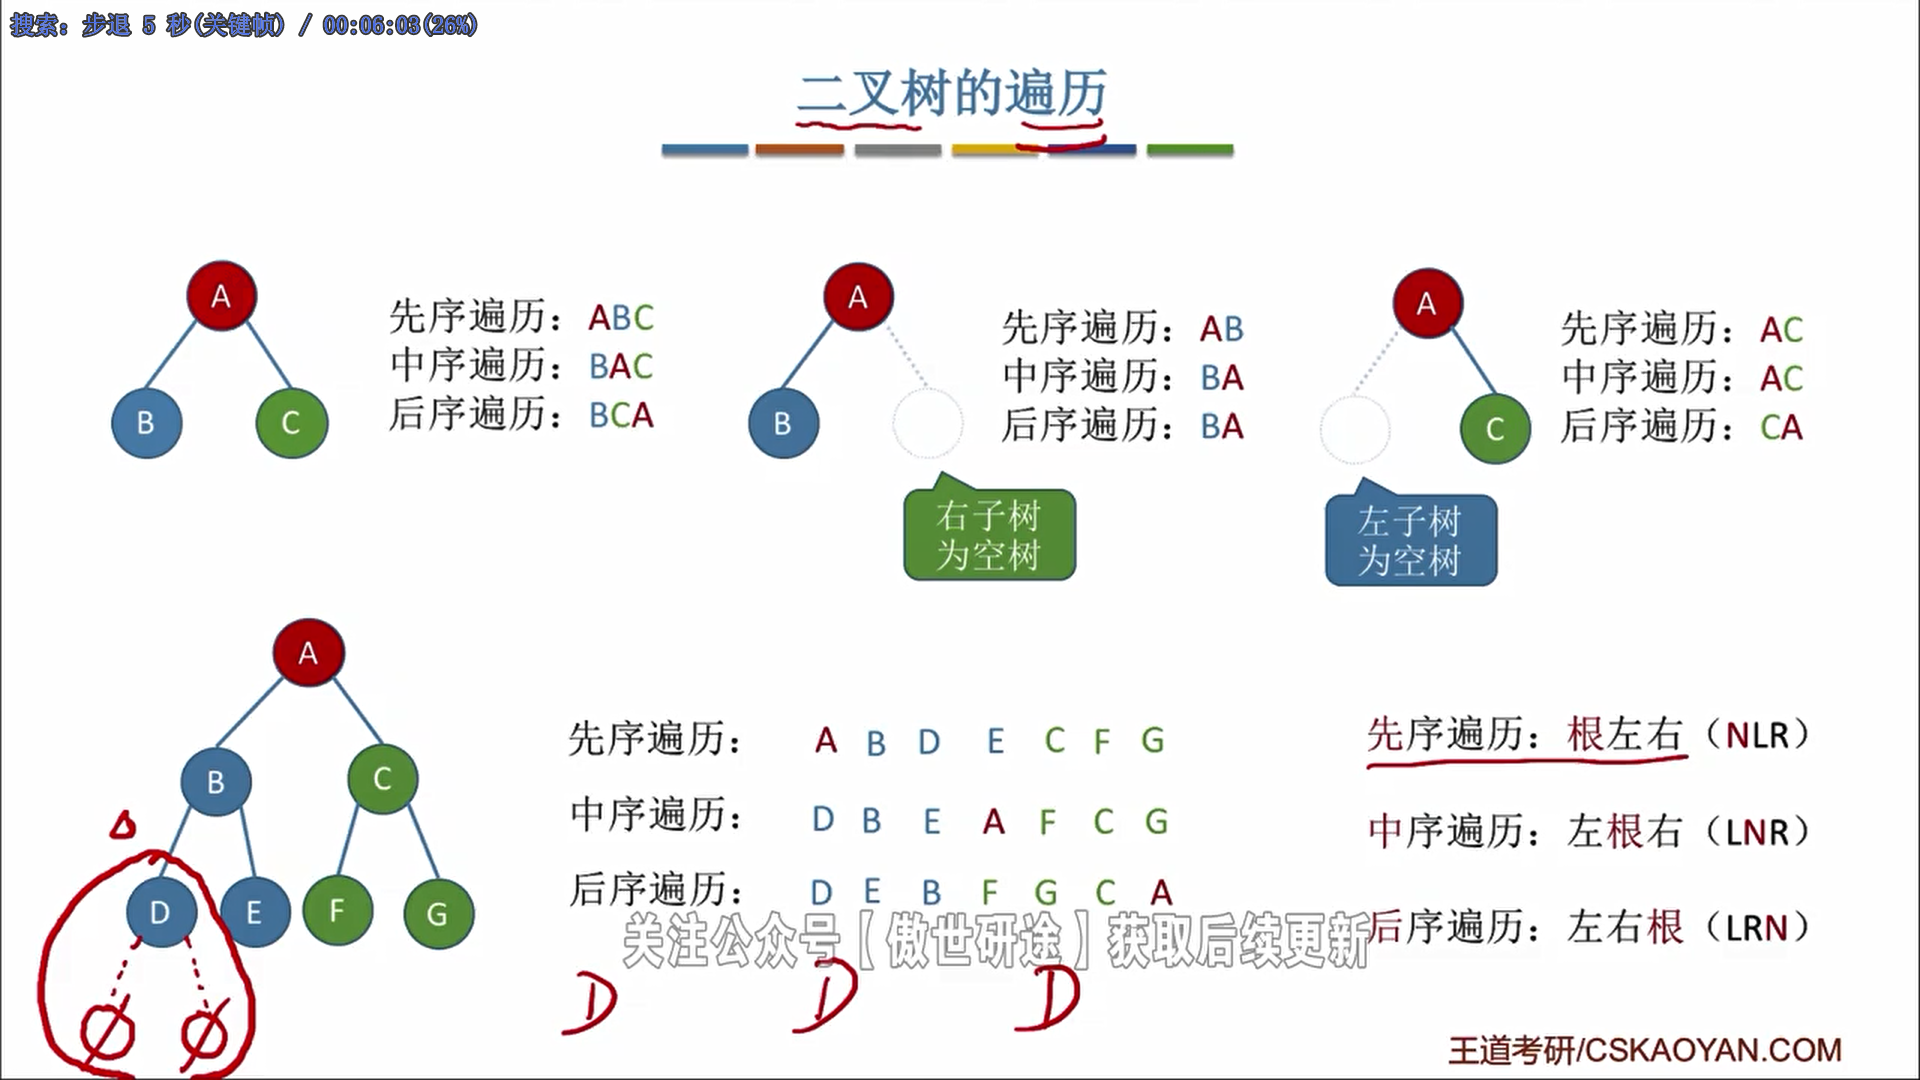 搜索: 步退 5 秒(关键帧) / 00:06:03(26%)
二叉树的遍历
A
B
C
先序遍历：ABC
中序遍历：BAC
后序遍历：BCA
A
B
先序遍历：AB
中序遍历：BA
后序遍历：BA
右子树
为空树
A
C
先序遍历：AC
中序遍历：AC
后序遍历：CA
左子树
为空树
A
B
C
D
E
F
G
先序遍历： A B D E C F G
中序遍历： D B E A F C G
后序遍历： D E B F G C A
先序遍历：根左右（NLR）
中序遍历：左根右（LNR）
后序遍历：左右根（LRN）
关注公众号【傲世研途】获取后续更新
D D D
王道考研/CSKAOYAN.COM